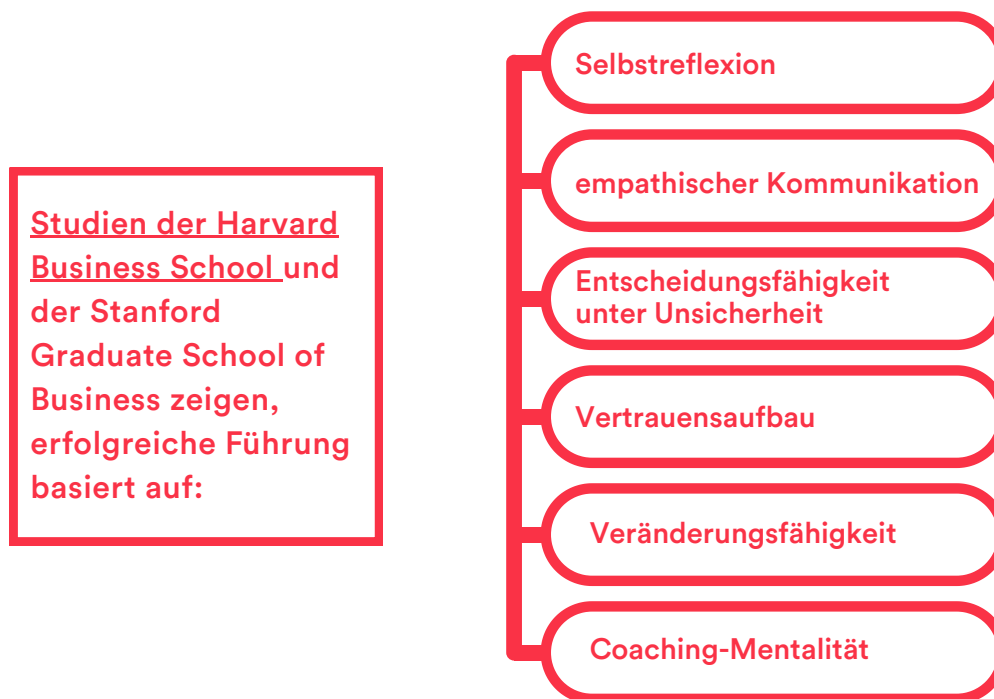 Studien der Harvard
Business School und
der Stanford
Graduate School of
Business zeigen,
erfolgreiche Führung
basiert auf:
Selbstreflexion
empathischer Kommunikation
Entscheidungsfähigkeit
unter Unsicherheit
Vertrauensaufbau
Veränderungsfähigkeit
Coaching-Mentalität